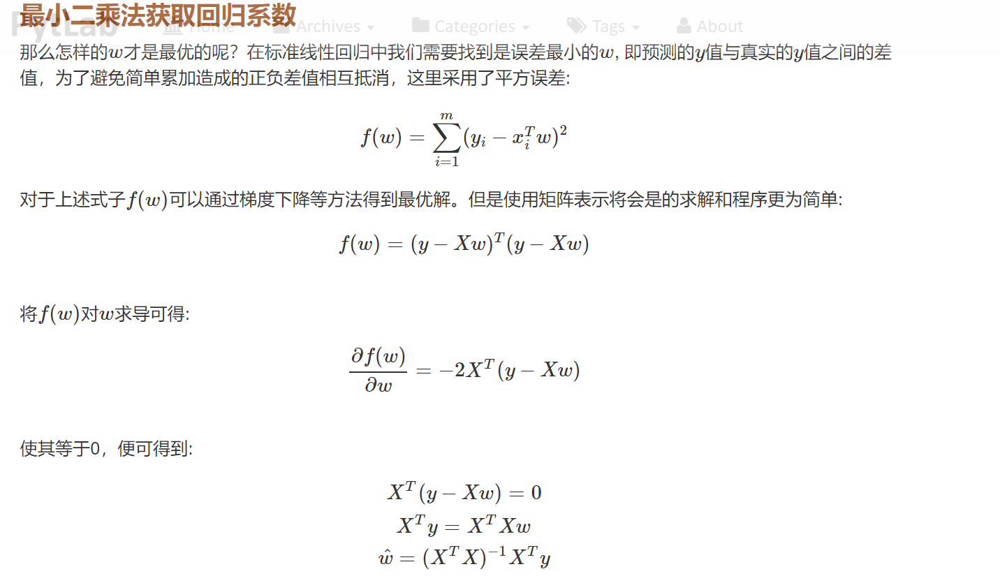 最小二乘法获取回归系数
PytLab Home Archives Categories Tags About
那么怎样的w才是最优的呢？在标准线性回归中我们需要找到是误差最小的w, 即预测的y值与真实的y值之间的差
值，为了避免简单累加造成的正负差值相互抵消，这里采用了平方误差:
f(w) = \sum_{i=1}^{m} (y_i - x_i^T w)^2
对于上述式子f(w)可以通过梯度下降等方法得到最优解。但是使用矩阵表示将会是的求解和程序更为简单:
f(w) = (y - Xw)^T (y - Xw)
将f(w)对w求导可得:
\frac{\partial f(w)}{\partial w} = -2X^T (y - Xw)
使其等于0，便可得到:
X^T (y - Xw) = 0
X^T y = X^T Xw
\hat{w} = (X^T X)^{-1} X^T y